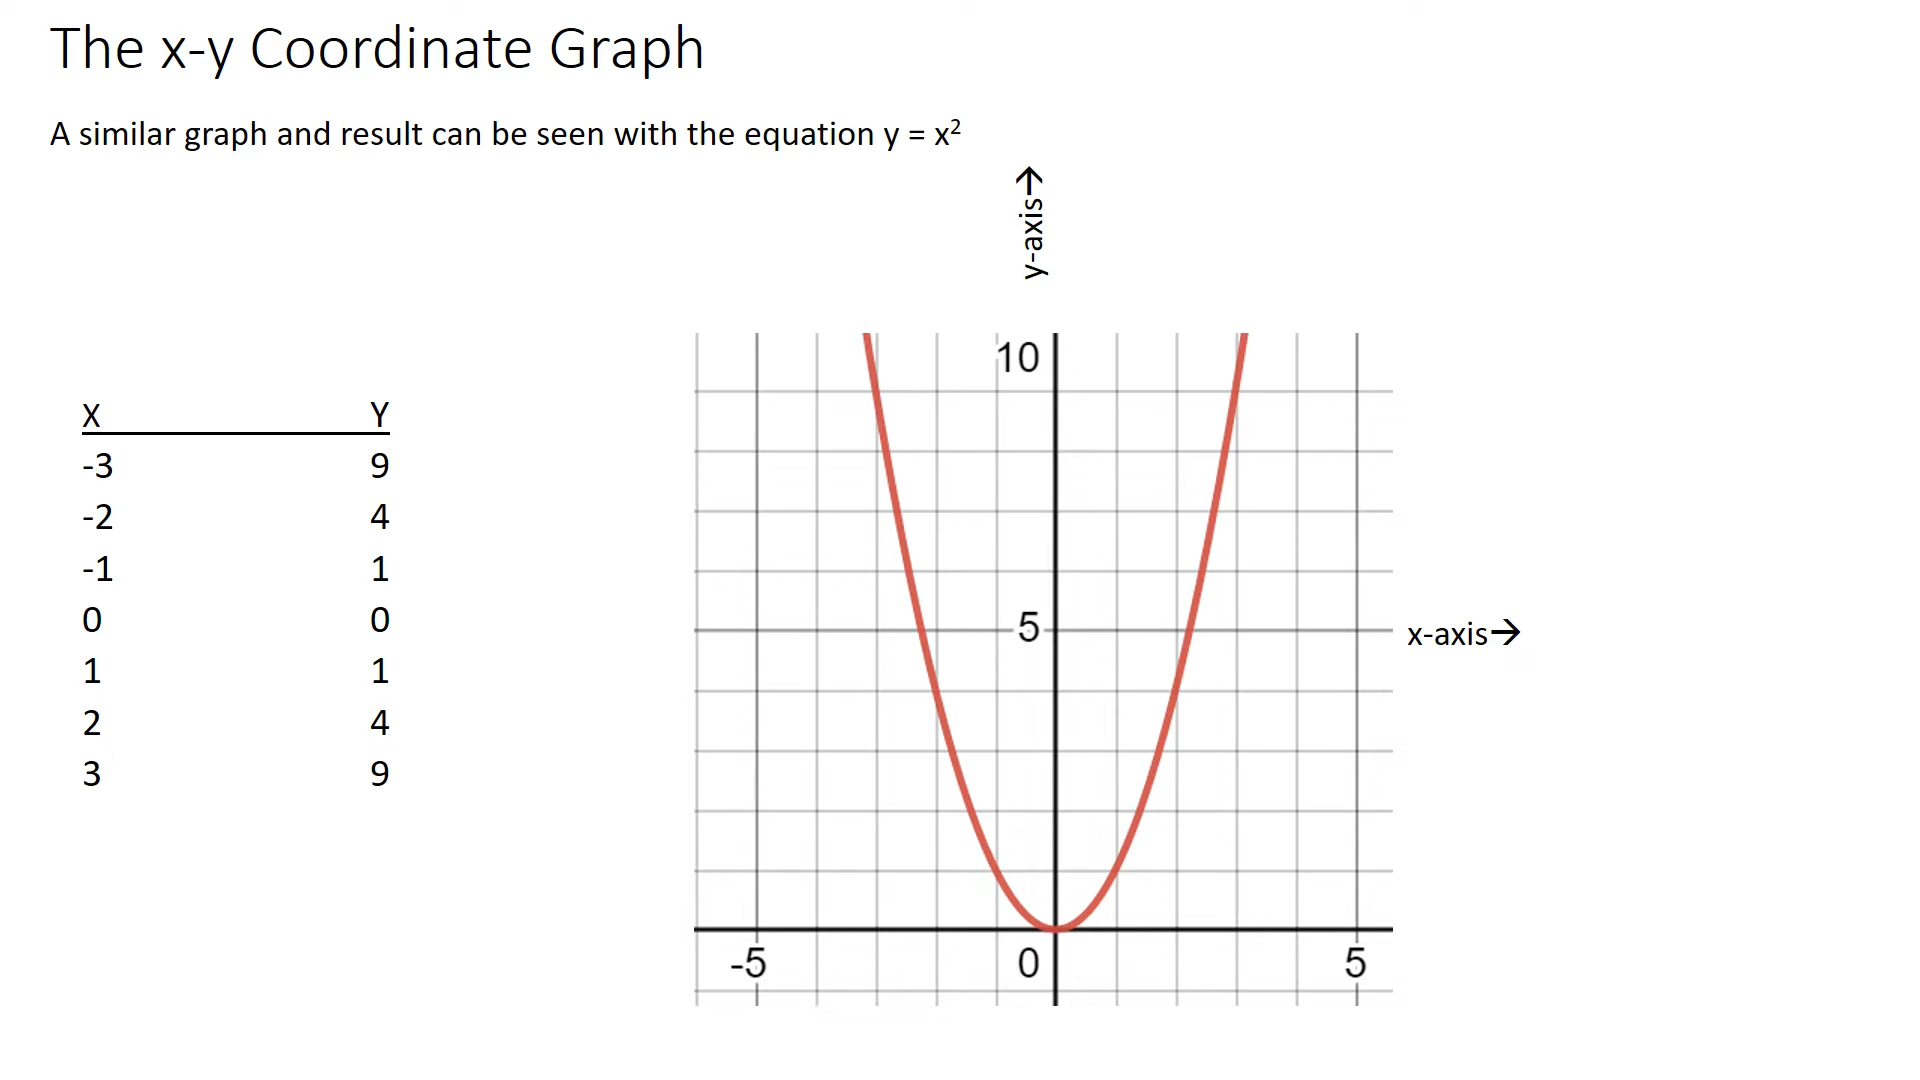 The x-y Coordinate Graph
A similar graph and result can be seen with the equation y = x²
y-axis→
X Y
-3 9
-2 4
-1 1
0 0
1 1
2 4
3 9
10
5
x-axis→
-5 0 5